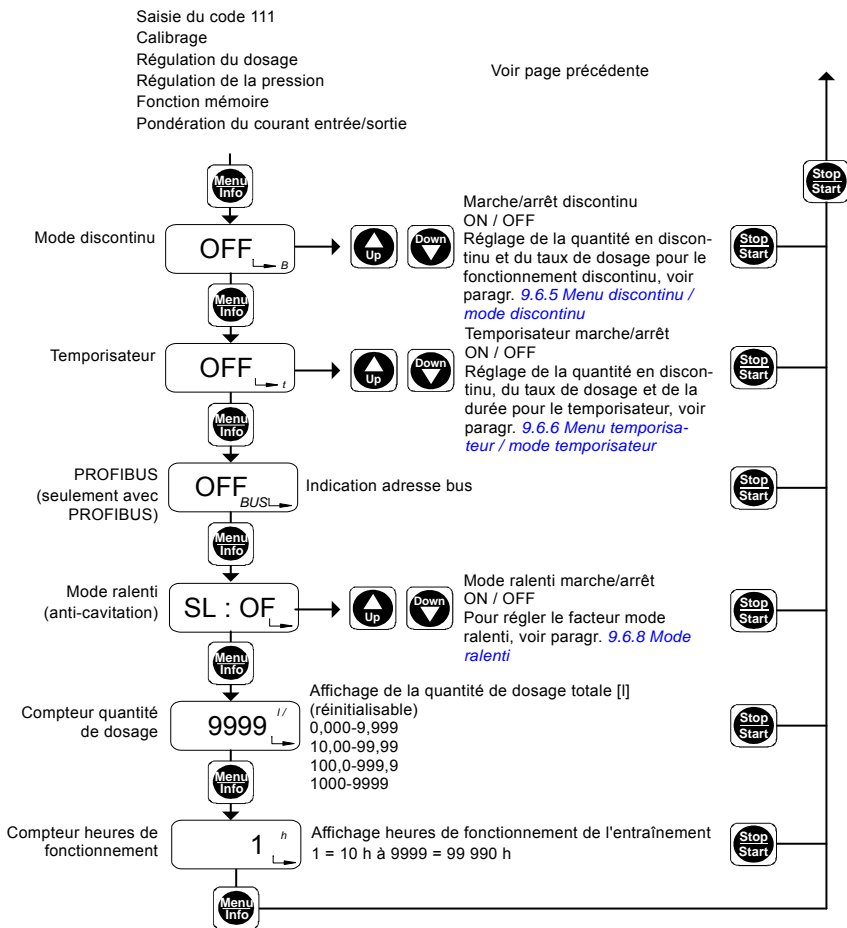 Saisie du code 111
Calibrage
Régulation du dosage
Régulation de la pression
Fonction mémoire
Pondération du courant entrée/sortie
Voir page précédente
Menu
Info
Stop
Start
Mode discontinu
OFF
B
Up
Down
Marche/arrêt discontinu
ON / OFF
Réglage de la quantité en discon-
tinu et du taux de dosage pour le
fonctionnement discontinu, voir
paragr. 9.6.5 Menu discontinu /
mode discontinu
Stop
Start
Menu
Info
Temporisateur
OFF
t
Up
Down
Temporisateur marche/arrêt
ON / OFF
Réglage de la quantité en discon-
tinu, du taux de dosage et de la
durée pour le temporisateur, voir
paragr. 9.6.6 Menu temporisa-
teur / mode temporisateur
Stop
Start
Menu
Info
PROFIBUS
(seulement avec
PROFIBUS)
OFF
BUS
Indication adresse bus
Stop
Start
Menu
Info
Mode ralenti
(anti-cavitation)
SL : OF
Up
Down
Mode ralenti marche/arrêt
ON / OFF
Pour régler le facteur mode
ralenti, voir paragr. 9.6.8 Mode
ralenti
Stop
Start
Menu
Info
Compteur quantité
de dosage
9999
l /
Affichage de la quantité de dosage totale [l]
(réinitialisable)
0,000-9,999
10,00-99,99
100,0-999,9
1000-9999
Stop
Start
Menu
Info
Compteur heures de
fonctionnement
1
h
Affichage heures de fonctionnement de l'entraînement
1 = 10 h à 9999 = 99 990 h
Stop
Start
Menu
Info